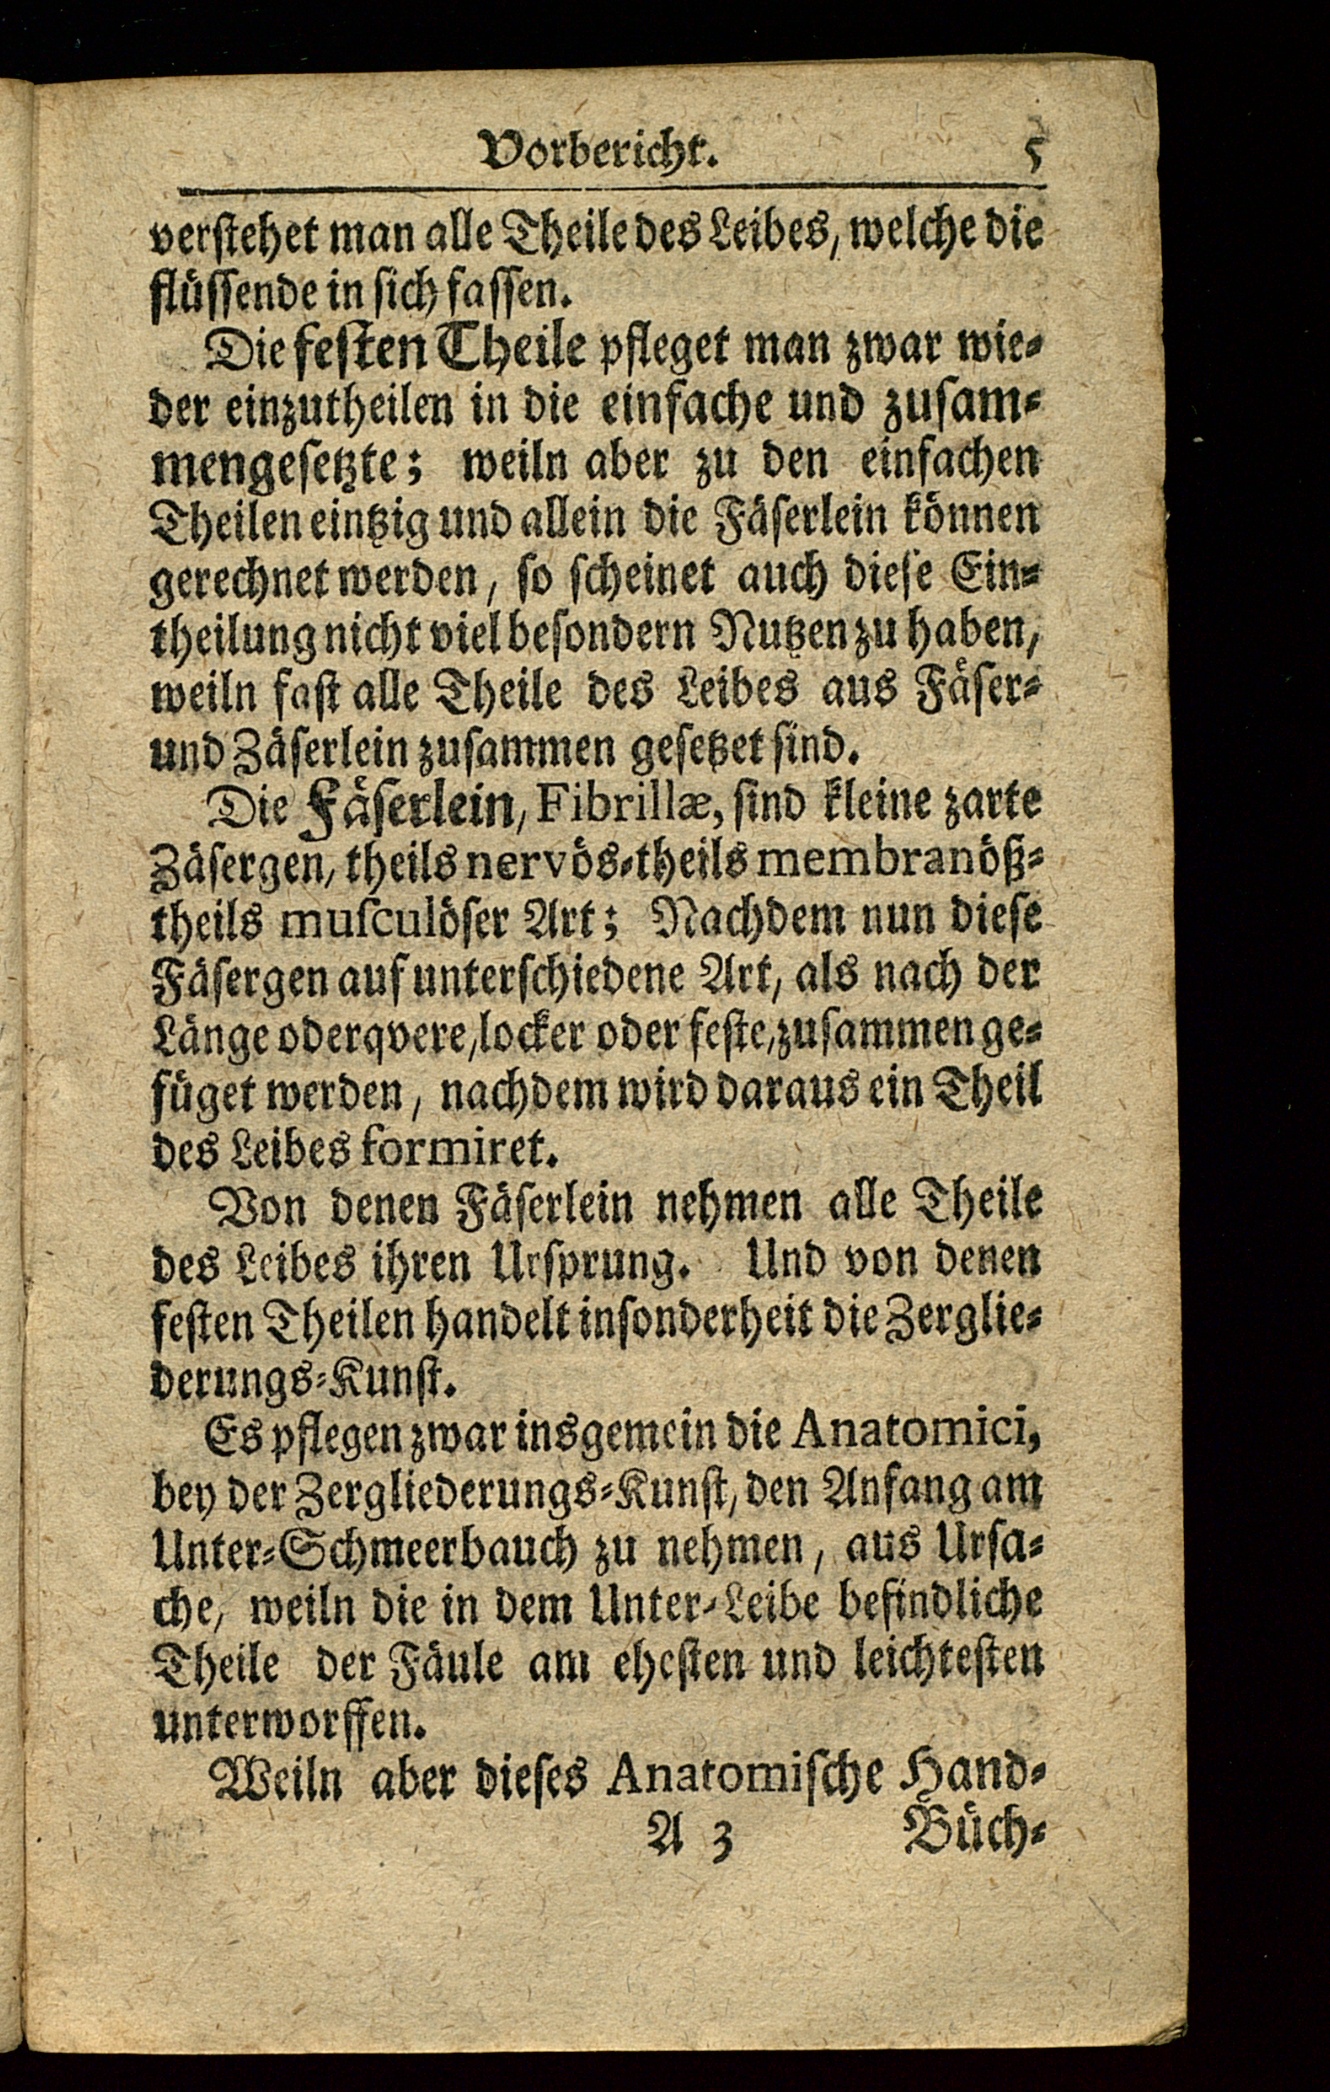 Vorbericht. 5
verstehet man alle Theile des Leibes, welche die
flüssende in sich fassen.
Die festen Theile pfleget man zwar wie-
der einzutheilen in die einfache und zusam-
mengesetzte; weiln aber zu den einfachen
Theilen eintzig und allein die Fäserlein können
gerechnet werden, so scheinet auch diese Ein-
theilung nicht viel besondern Nutzen zu haben,
weiln fast alle Theile des Leibes aus Fäser-
und Zäserlein zusammen gesetzet sind.
Die Fäserlein, Fibrillæ, sind kleine zarte
Zäsergen, theils nervös-theils membranöß-
theils musculöser Art; Nachdem nun diese
Fäsergen auf unterschiedene Art, als nach der
Länge oder qvere, locker oder feste, zusammen ge-
füget werden, nachdem wird daraus ein Theil
des Leibes formiret.
Von denen Fäserlein nehmen alle Theile
des Leibes ihren Ursprung. Und von denen
festen Theilen handelt insonderheit die Zerglie-
derungs-Kunst.
Es pflegen zwar insgemein die Anatomici,
bey der Zergliederungs-Kunst, den Anfang am
Unter-Schmeerbauch zu nehmen, aus Ursa-
che, weiln die in dem Unter-Leibe befindliche
Theile der Fäule am ehesten und leichtesten
unterworffen.
Weiln aber dieses Anatomische Hand-
A 3 Büch-